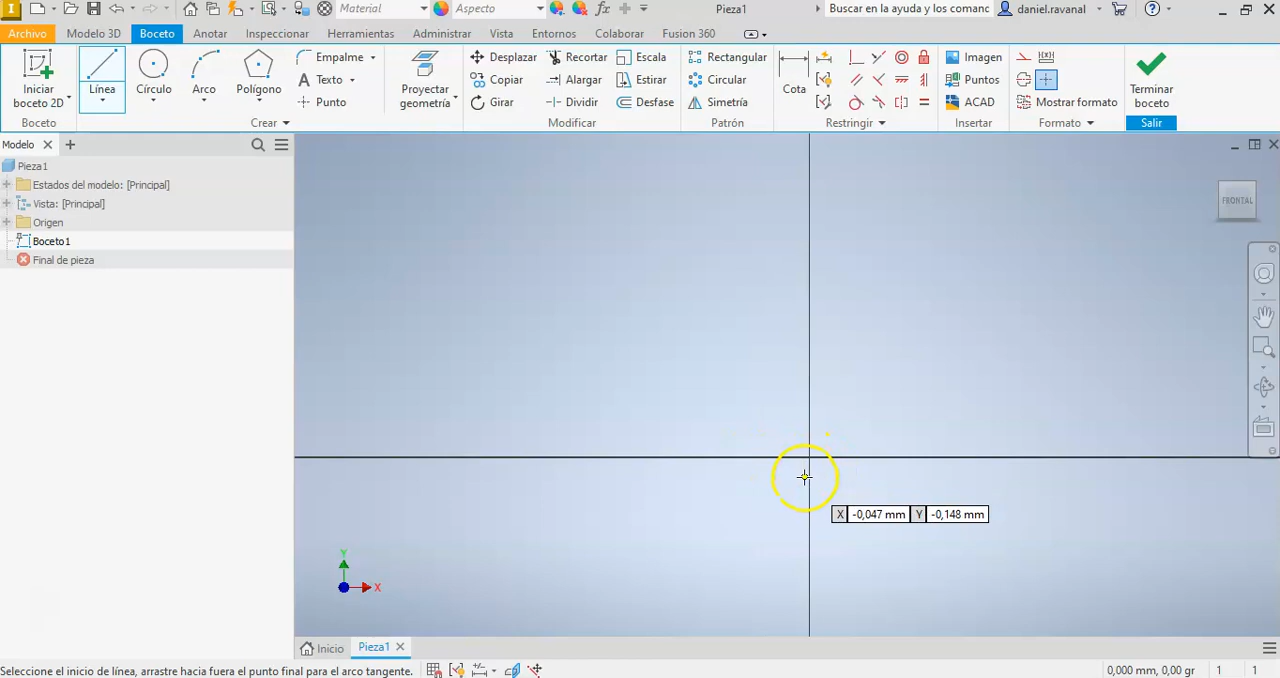 Material
Aspecto
Pieza1
Buscar en la ayuda y los comanc
daniel.ravanal
Archivo
Modelo 3D
Boceto
Anotar
Inspeccionar
Herramientas
Administrar
Vista
Entornos
Colaborar
Fusion 360
Iniciar
boceto 2D
Línea
Círculo
Arco
Polígono
Empalme
Texto
Punto
Proyectar
geometría
Desplazar
Copiar
Girar
Recortar
Alargar
Dividir
Escala
Estirar
Desfase
Rectangular
Circular
Simetría
Cota
Imagen
Puntos
ACAD
Mostrar formato
Terminar
boceto
Boceto
Crear
Modificar
Patrón
Restringir
Insertar
Formato
Salir
Modelo
Pieza1
Estados del modelo: [Principal]
Vista: [Principal]
Origen
Boceto1
Final de pieza
FRONTAL
X -0,047 mm Y -0,148 mm
Y
X
Inicio
Pieza1
Seleccione el inicio de línea, arrastre hacia fuera el punto final para el arco tangente.
0,000 mm, 0,00 gr
1
1